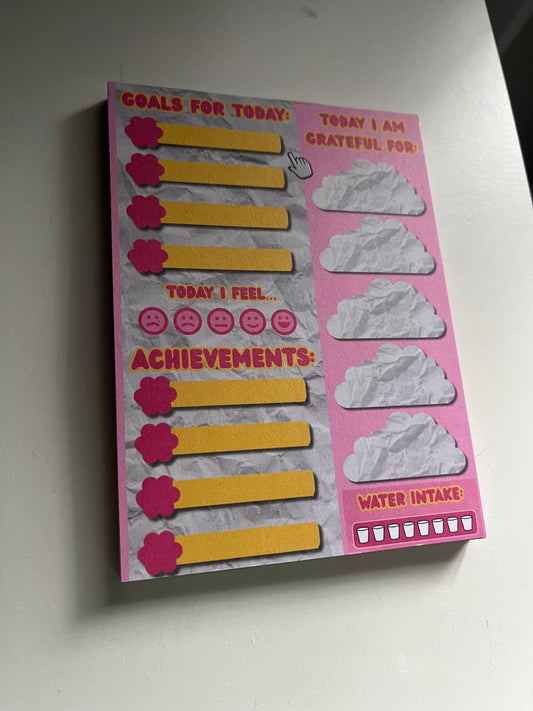 GOALS FOR TODAY:
TODAY I FEEL...
ACHIEVEMENTS:
TODAY I AM
GRATEFUL FOR:
WATER INTAKE: